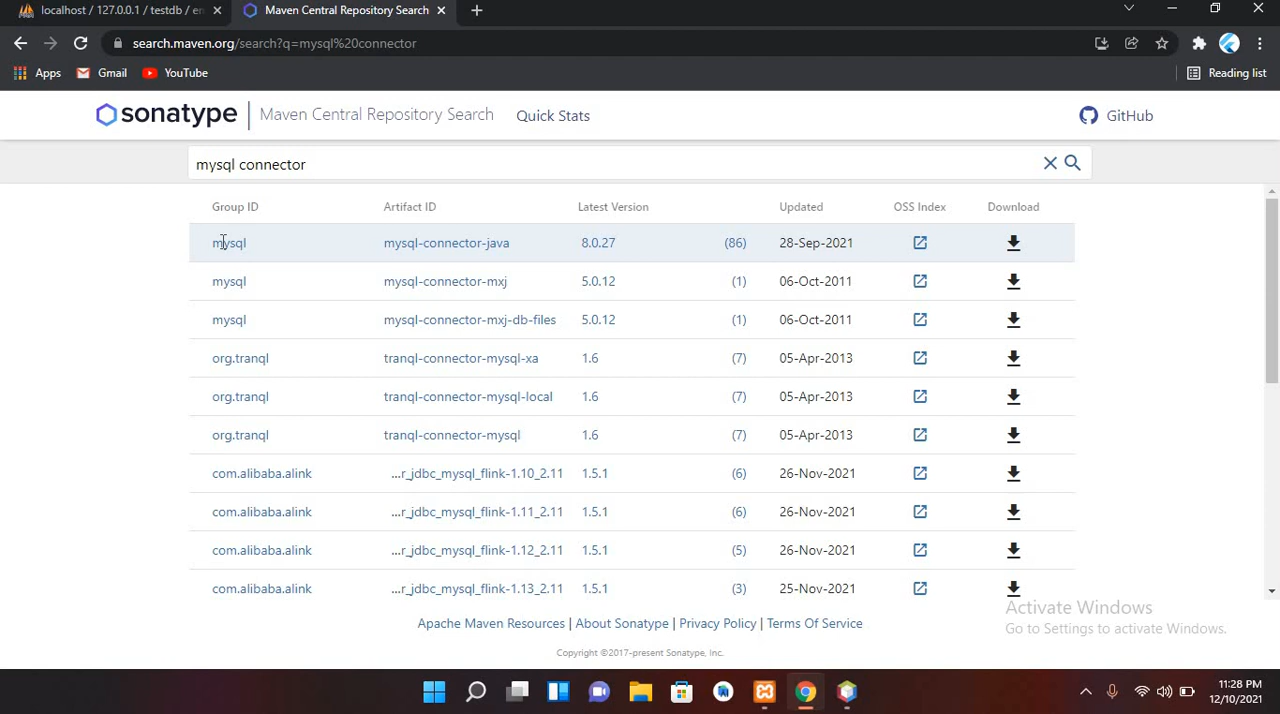 localhost / 127.0.0.1 / testdb / en
Maven Central Repository Search
search.maven.org/search?q=mysql%20connector
Apps Gmail YouTube Reading list
sonatype Maven Central Repository Search Quick Stats GitHub
mysql connector
Group ID Artifact ID Latest Version Updated OSS Index Download
mysql mysql-connector-java 8.0.27 (86) 28-Sep-2021
mysql mysql-connector-mxj 5.0.12 (1) 06-Oct-2011
mysql mysql-connector-mxj-db-files 5.0.12 (1) 06-Oct-2011
org.tranql tranql-connector-mysql-xa 1.6 (7) 05-Apr-2013
org.tranql tranql-connector-mysql-local 1.6 (7) 05-Apr-2013
org.tranql tranql-connector-mysql 1.6 (7) 05-Apr-2013
com.alibaba.alink ...r_jdbc_mysql_flink-1.10_2.11 1.5.1 (6) 26-Nov-2021
com.alibaba.alink ...r_jdbc_mysql_flink-1.11_2.11 1.5.1 (6) 26-Nov-2021
com.alibaba.alink ...r_jdbc_mysql_flink-1.12_2.11 1.5.1 (5) 26-Nov-2021
com.alibaba.alink ...r_jdbc_mysql_flink-1.13_2.11 1.5.1 (3) 25-Nov-2021
Activate Windows
Go to Settings to activate Windows.
Apache Maven Resources | About Sonatype | Privacy Policy | Terms Of Service
Copyright ©2017-present Sonatype, Inc.
11:28 PM
12/10/2021